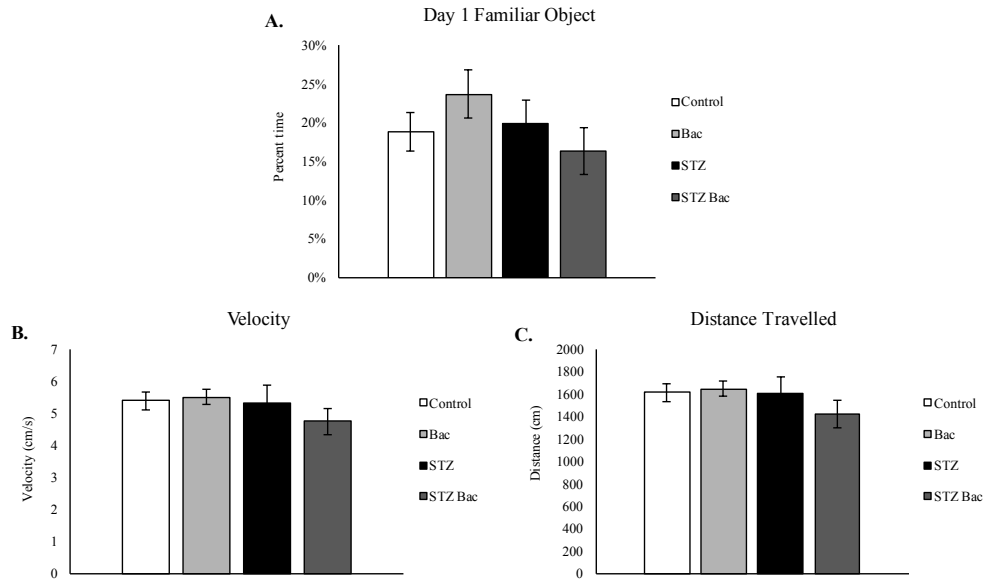 A.
Day 1 Familiar Object
30%
25%
20%
15%
10%
5%
0%
Percent time
Control
Bac
STZ
STZ Bac
B.
Velocity
7
6
5
4
3
2
1
0
Velocity (cm/s)
Control
Bac
STZ
STZ Bac
C.
Distance Travelled
2000
1800
1600
1400
1200
1000
800
600
400
200
0
Distance (cm)
Control
Bac
STZ
STZ Bac